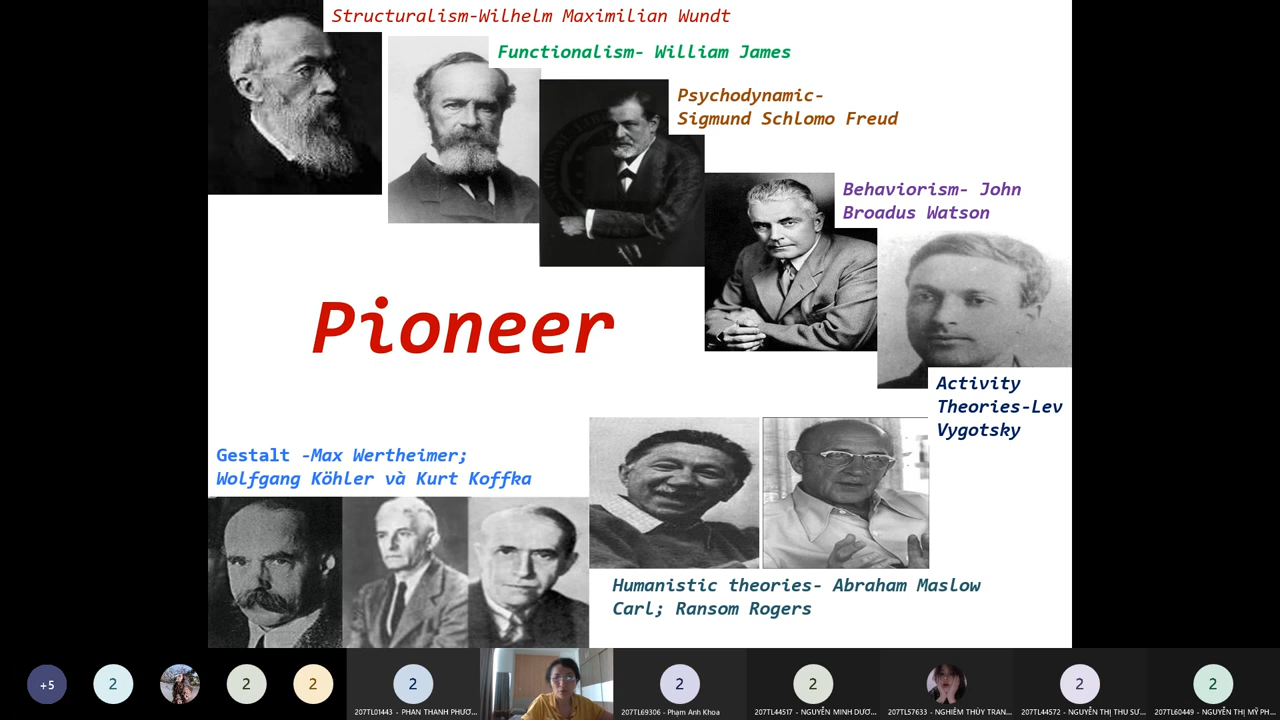 Structuralism-Wilhelm Maximilian Wundt
Functionalism- William James
Psychodynamic-
Sigmund Schlomo Freud
Behaviorism- John
Broadus Watson
Pioneer
Activity
Theories-Lev
Vygotsky
Gestalt -Max Wertheimer;
Wolfgang Köhler và Kurt Koffka
Humanistic theories- Abraham Maslow
Carl; Ransom Rogers
+5
2
2
2
2
2
2
2
2
207TL01443 - PHAN THANH PHƯƠ...
207TL69306 - Phạm Anh Khoa
207TL44517 - NGUYỄN MINH DƯƠ...
207TL57633 - NGHIÊM THÙY TRAN...
207TL44572 - NGUYỄN THỊ THU SƯ...
207TL60449 - NGUYỄN THỊ MỸ PH...